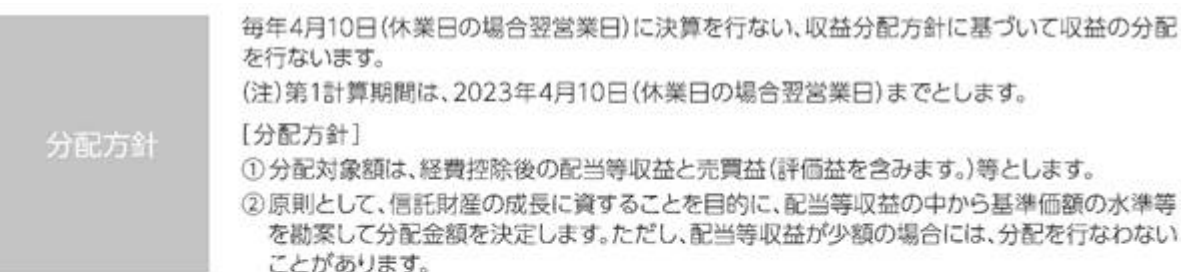 分配方針
毎年4月10日(休業日の場合翌営業日)に決算を行ない、収益分配方針に基づいて収益の分配
を行ないます。
(注)第1計算期間は、2023年4月10日(休業日の場合翌営業日)までとします。
[分配方針]
①分配対象額は、経費控除後の配当等収益と売買益(評価益を含みます。)等とします。
②原則として、信託財産の成長に資することを目的に、配当等収益の中から基準価額の水準等
を勘案して分配金額を決定します。ただし、配当等収益が少額の場合には、分配を行なわない
ことがあります。